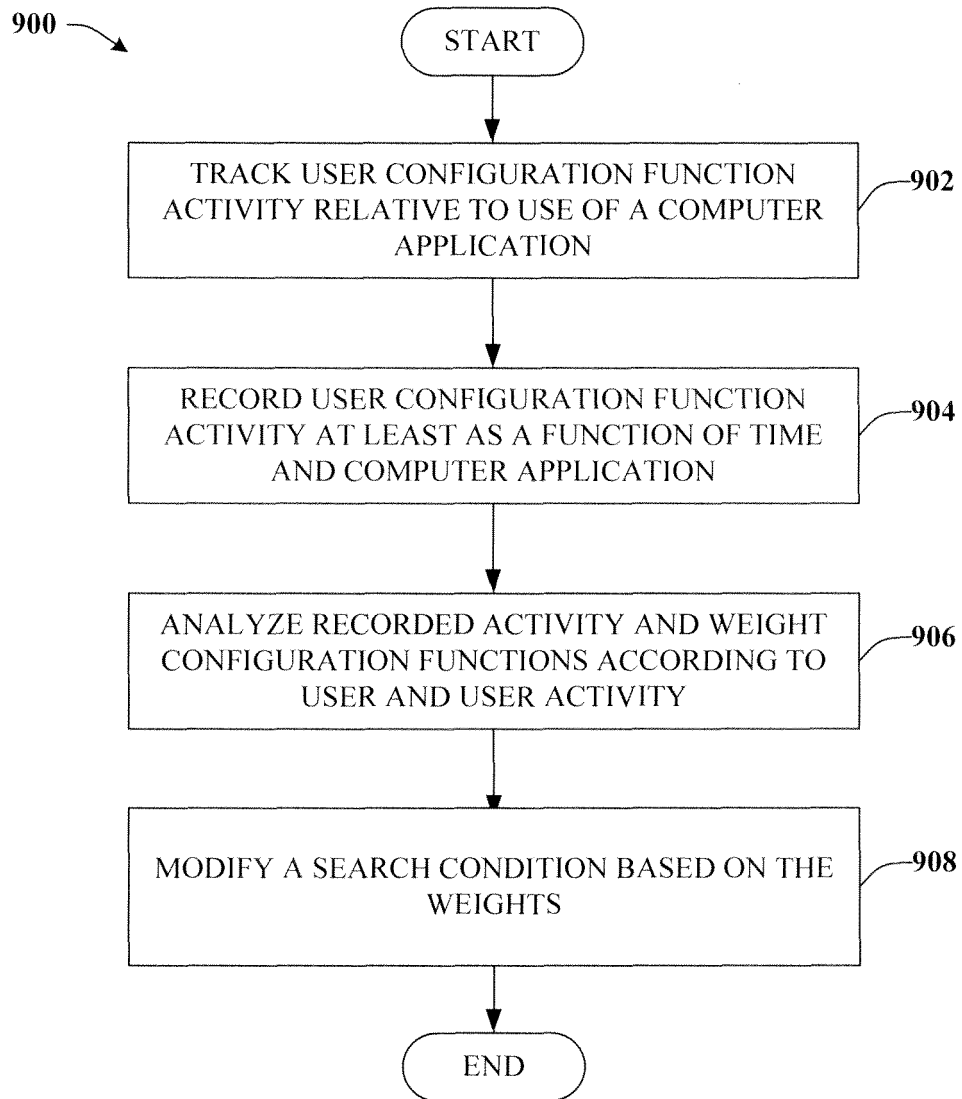 900
START
TRACK USER CONFIGURATION FUNCTION
ACTIVITY RELATIVE TO USE OF A COMPUTER
APPLICATION
902
RECORD USER CONFIGURATION FUNCTION
ACTIVITY AT LEAST AS A FUNCTION OF TIME
AND COMPUTER APPLICATION
904
ANALYZE RECORDED ACTIVITY AND WEIGHT
CONFIGURATION FUNCTIONS ACCORDING TO
USER AND USER ACTIVITY
906
MODIFY A SEARCH CONDITION BASED ON THE
WEIGHTS
908
END